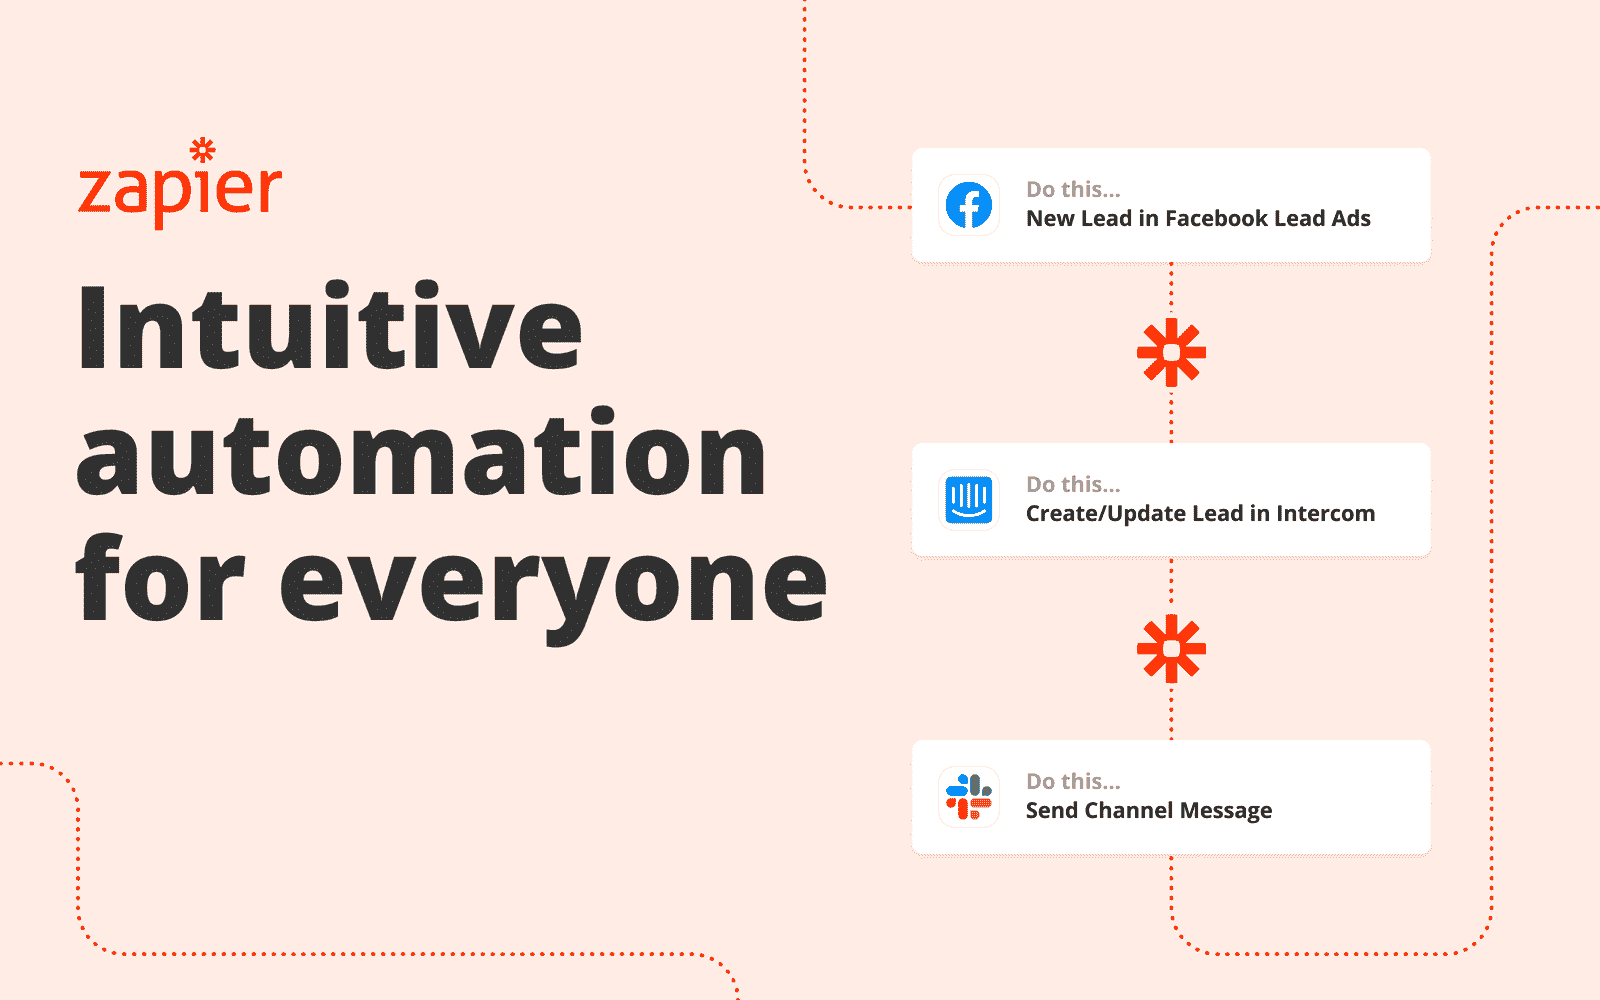 zapier
Intuitive
automation
for everyone
Do this...
New Lead in Facebook Lead Ads
Do this...
Create/Update Lead in Intercom
Do this...
Send Channel Message